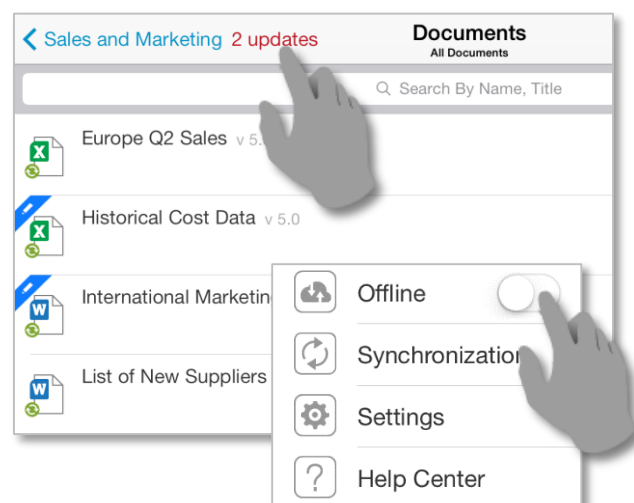 Sales and Marketing 2 updates
Documents
All Documents
Search By Name, Title
Europe Q2 Sales v 5.
Historical Cost Data v 5.0
International Marketin
List of New Suppliers
Offline
Synchronization
Settings
? Help Center